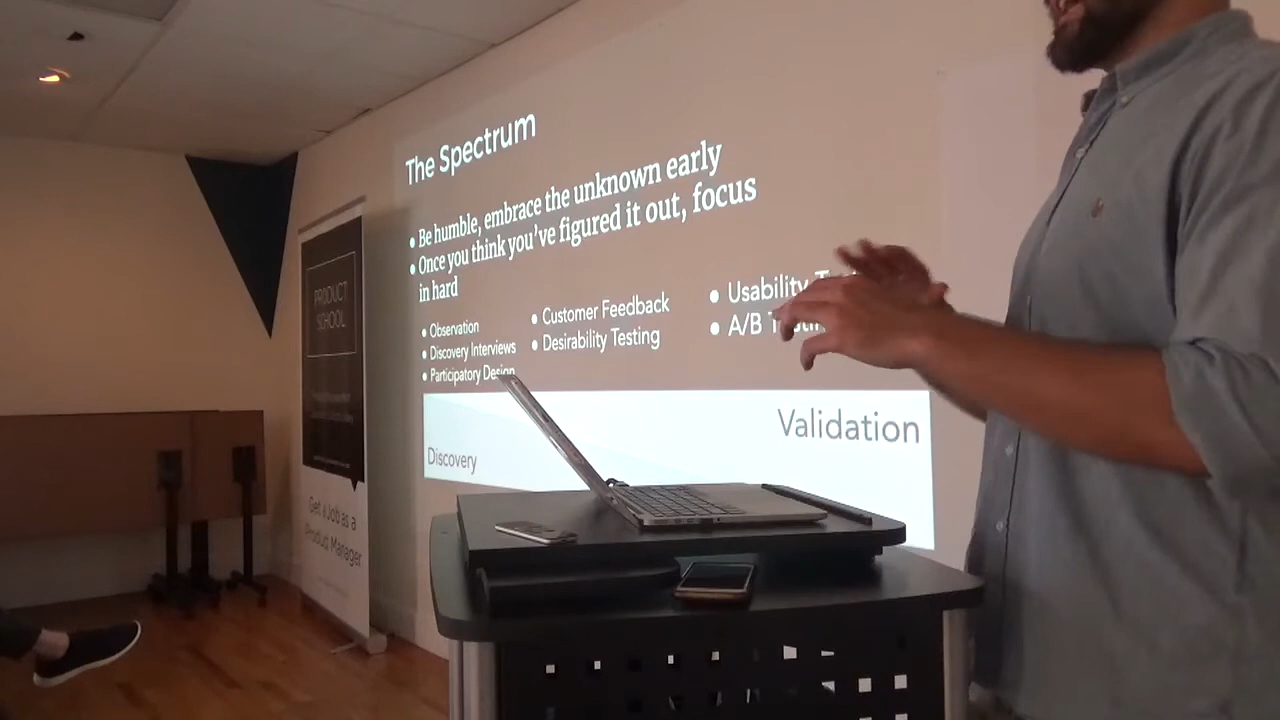 The Spectrum
• Be humble, embrace the unknown early
• Once you think you've figured it out, focus
in hard
• Observation
• Discovery Interviews
• Participatory Design
• Customer Feedback
• Desirability Testing
• Usability
• A/B
Discovery
Validation
PRODUCT
SCHOOL
Get a Job as a
Product Manager